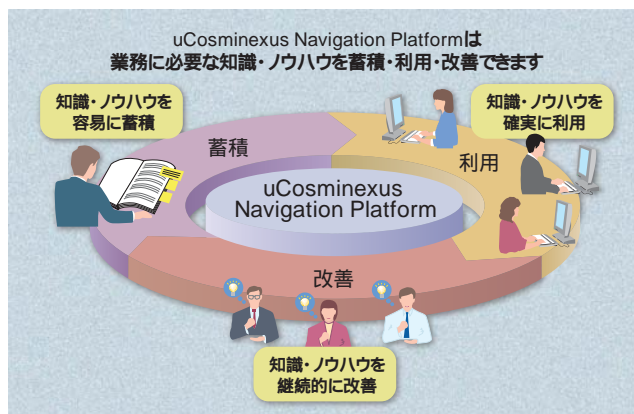 uCosminexus Navigation Platformは
業務に必要な知識・ノウハウを蓄積・利用・改善できます
知識・ノウハウを
容易に蓄積
知識・ノウハウを
確実に利用
蓄積
利用
uCosminexus
Navigation Platform
改善
知識・ノウハウを
継続的に改善